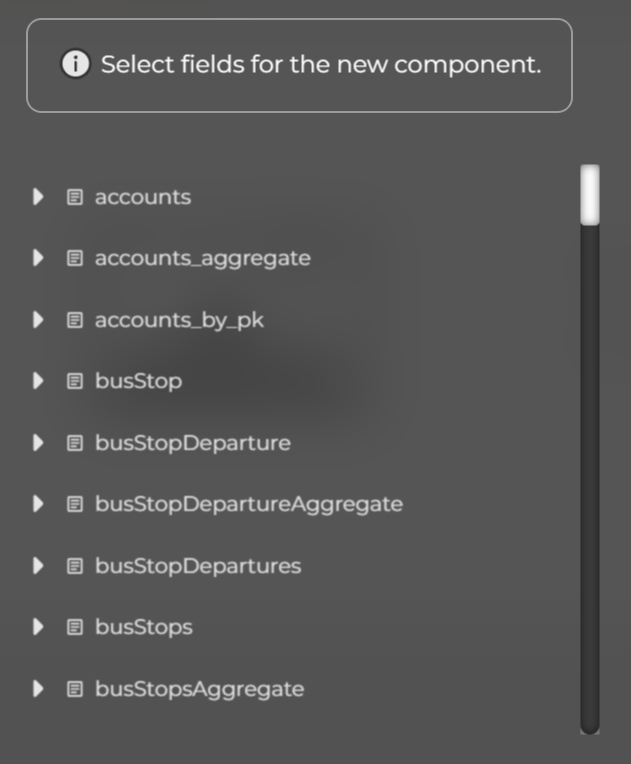 Select fields for the new component.
accounts
accounts_aggregate
accounts_by_pk
busStop
busStopDeparture
busStopDepartureAggregate
busStopDepartures
busStops
busStopsAggregate